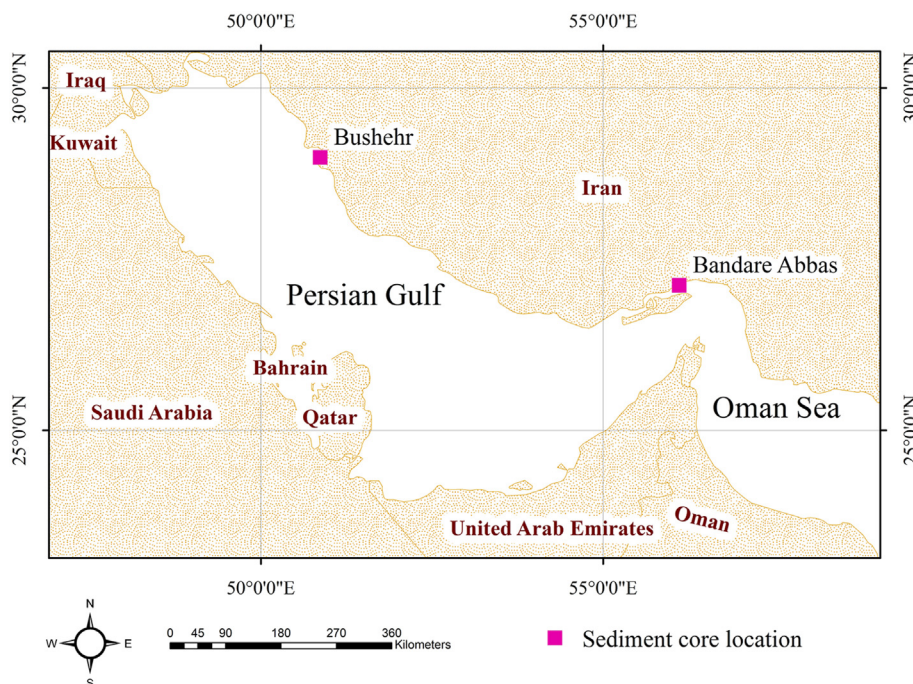 50°0'0"E 55°0'0"E
30°0'0"N 30°0'0"N
Iraq
Kuwait
Bushehr
Iran
Bandare Abbas
Persian Gulf
Bahrain
Saudi Arabia
Qatar
Oman Sea
25°0'0"N 25°0'0"N
United Arab Emirates
Oman
50°0'0"E 55°0'0"E
N
W E
S
0 45 90 180 270 360
Kilometers
Sediment core location